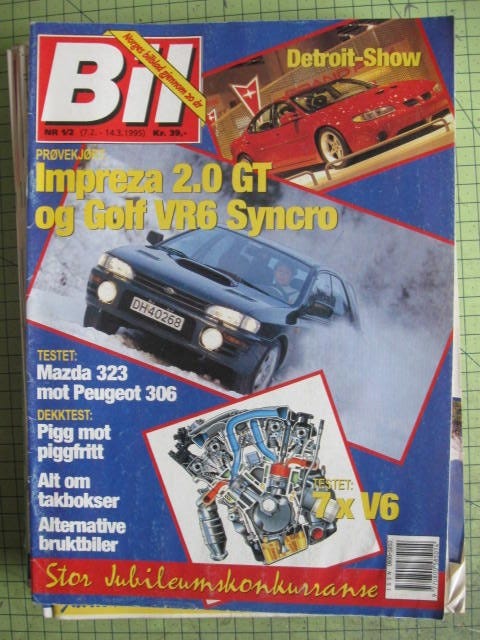 Bil
Norges bilblad gjennom 20 år
NR 1/2 (7.2. - 14.3.1995) Kr. 39,-
Detroit-Show
PRØVEKJØRT:
Impreza 2.0 GT
og Golf VR6 Syncro
DH40268
TESTET:
Mazda 323
mot Peugeot 306
DEKKTEST:
Pigg mot
piggfritt
Alt om
takbokser
Alternative
bruktbiler
TESTET:
7 x V6
Stor Jubileumskonkurranse